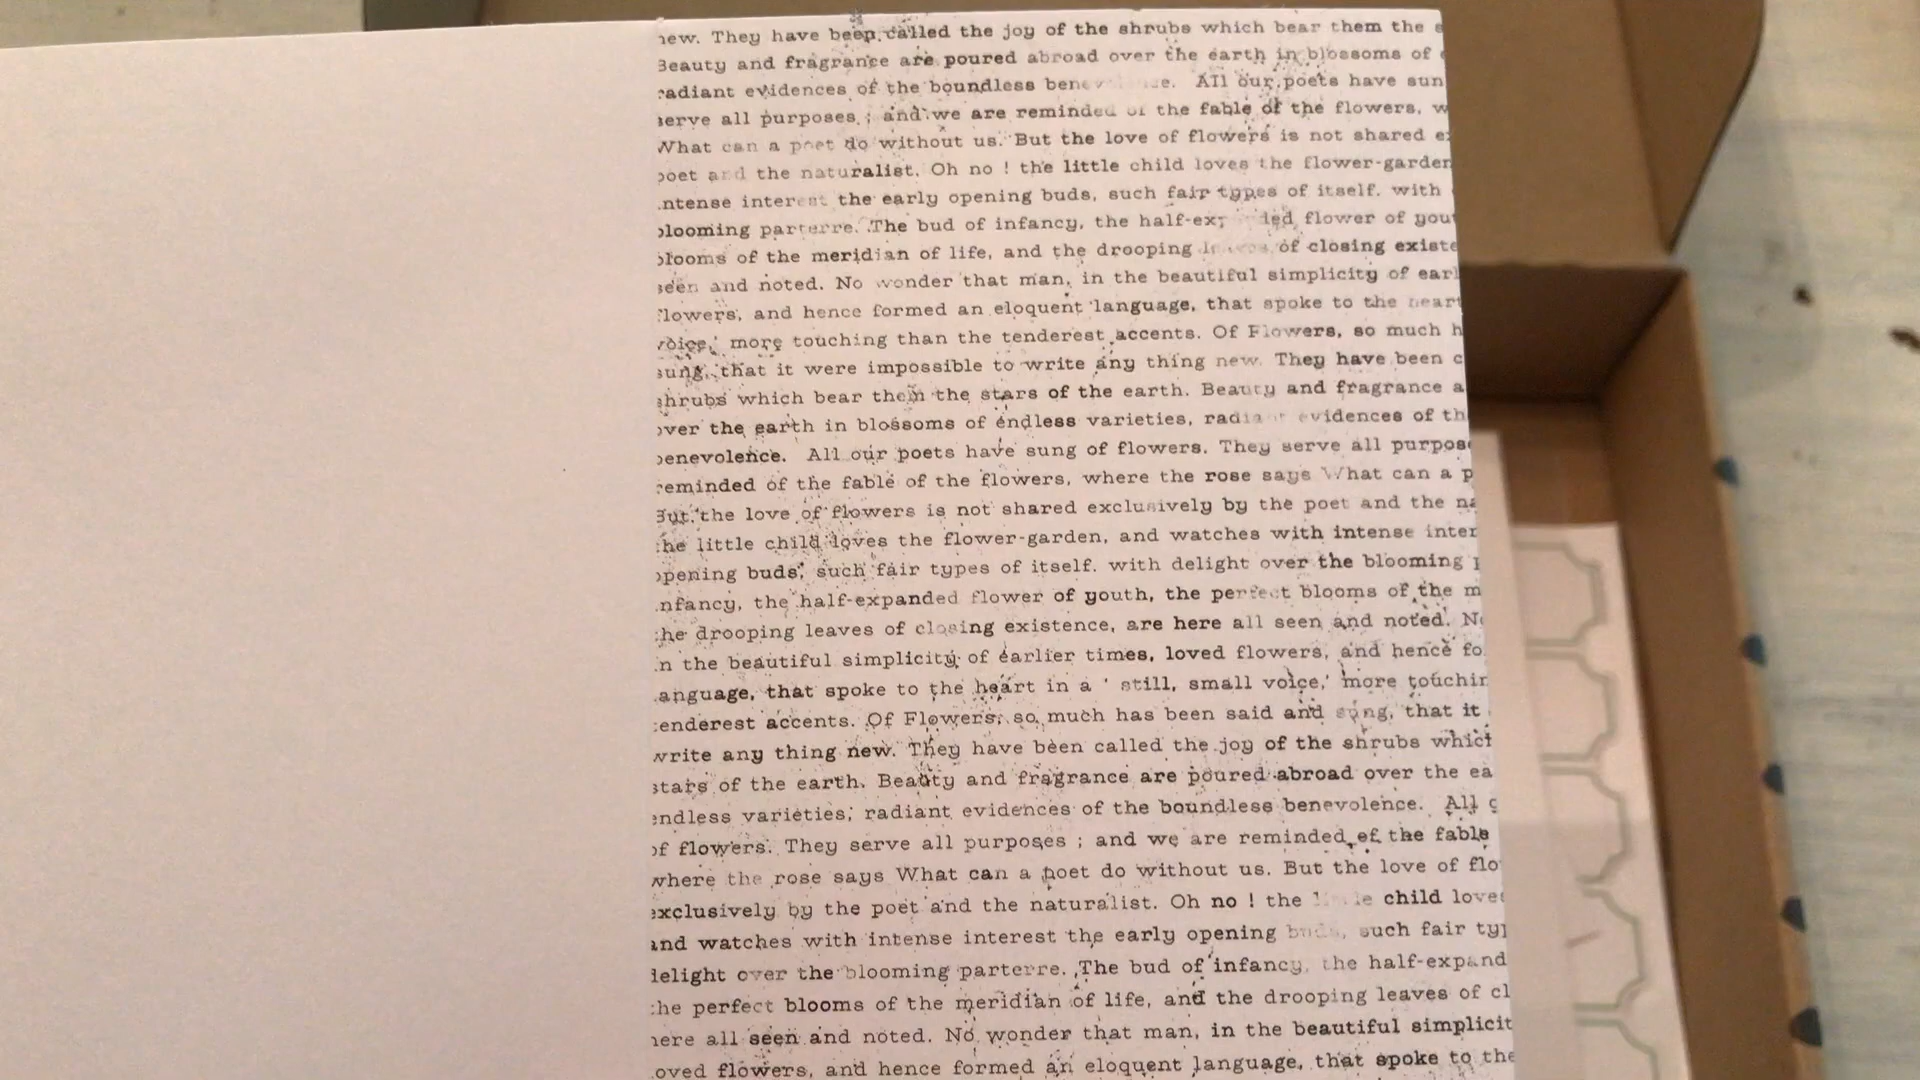 new. They have been called the joy of the shrubs which bear them the
Beauty and fragrance are poured abroad over the earth in blossoms of
radiant evidences of the boundless All our poets have sun
serve all purposes ; and we are reminded of the fable of the flowers, w
What can a poet do without us. But the love of flowers is not shared
poet and the naturalist. Oh no ! the little child loves the flower-garden
intense interest the early opening buds, such fair types of itself. with
blooming parterre. The bud of infancy, the flower of you
blooms of the meridian of life, and the drooping of closing existe
seen and noted. No wonder that man, in the beautiful simplicity of earl
flowers, and hence formed an eloquent language, that spoke to the heart
voice,' more touching than the tenderest accents. Of Flowers, so much h
sung, that it were impossible to write any thing new. They have been c
shrubs which bear them the stars of the earth. Beauty and fragrance a
over the earth in blossoms of endless varieties, radiant evidences of th
benevolence. All our poets have sung of flowers. They serve all purpos
reminded of the fable of the flowers, where the rose says What can a p
But the love of flowers is not shared exclusively by the poet and the na
the little child loves the flower-garden, and watches with intense inter
opening buds, such fair types of itself. with delight over the blooming
infancy, the half-expanded flower of youth, the perfect blooms of the m
the drooping leaves of closing existence, are here all seen and noted. No
in the beautiful simplicity of earlier times, loved flowers, and hence fo
language, that spoke to the heart in a ' still, small voice,' more touchin
tenderest accents. Of Flowers, so much has been said and sung, that it
write any thing new. They have been called the joy of the shrubs which
stars of the earth. Beauty and fragrance are poured abroad over the ea
endless varieties, radiant evidences of the boundless benevolence. All
of flowers. They serve all purposes ; and we are reminded of the fable
where the rose says What can a poet do without us. But the love of flo
exclusively by the poet and the naturalist. Oh no ! the little child loves
and watches with intense interest the early opening buds, such fair typ
delight over the blooming parterre. The bud of infancy, the half-expand
the perfect blooms of the meridian of life, and the drooping leaves of cl
here all seen and noted. No wonder that man, in the beautiful simplicit
loved flowers, and hence formed an eloquent language, that spoke to the